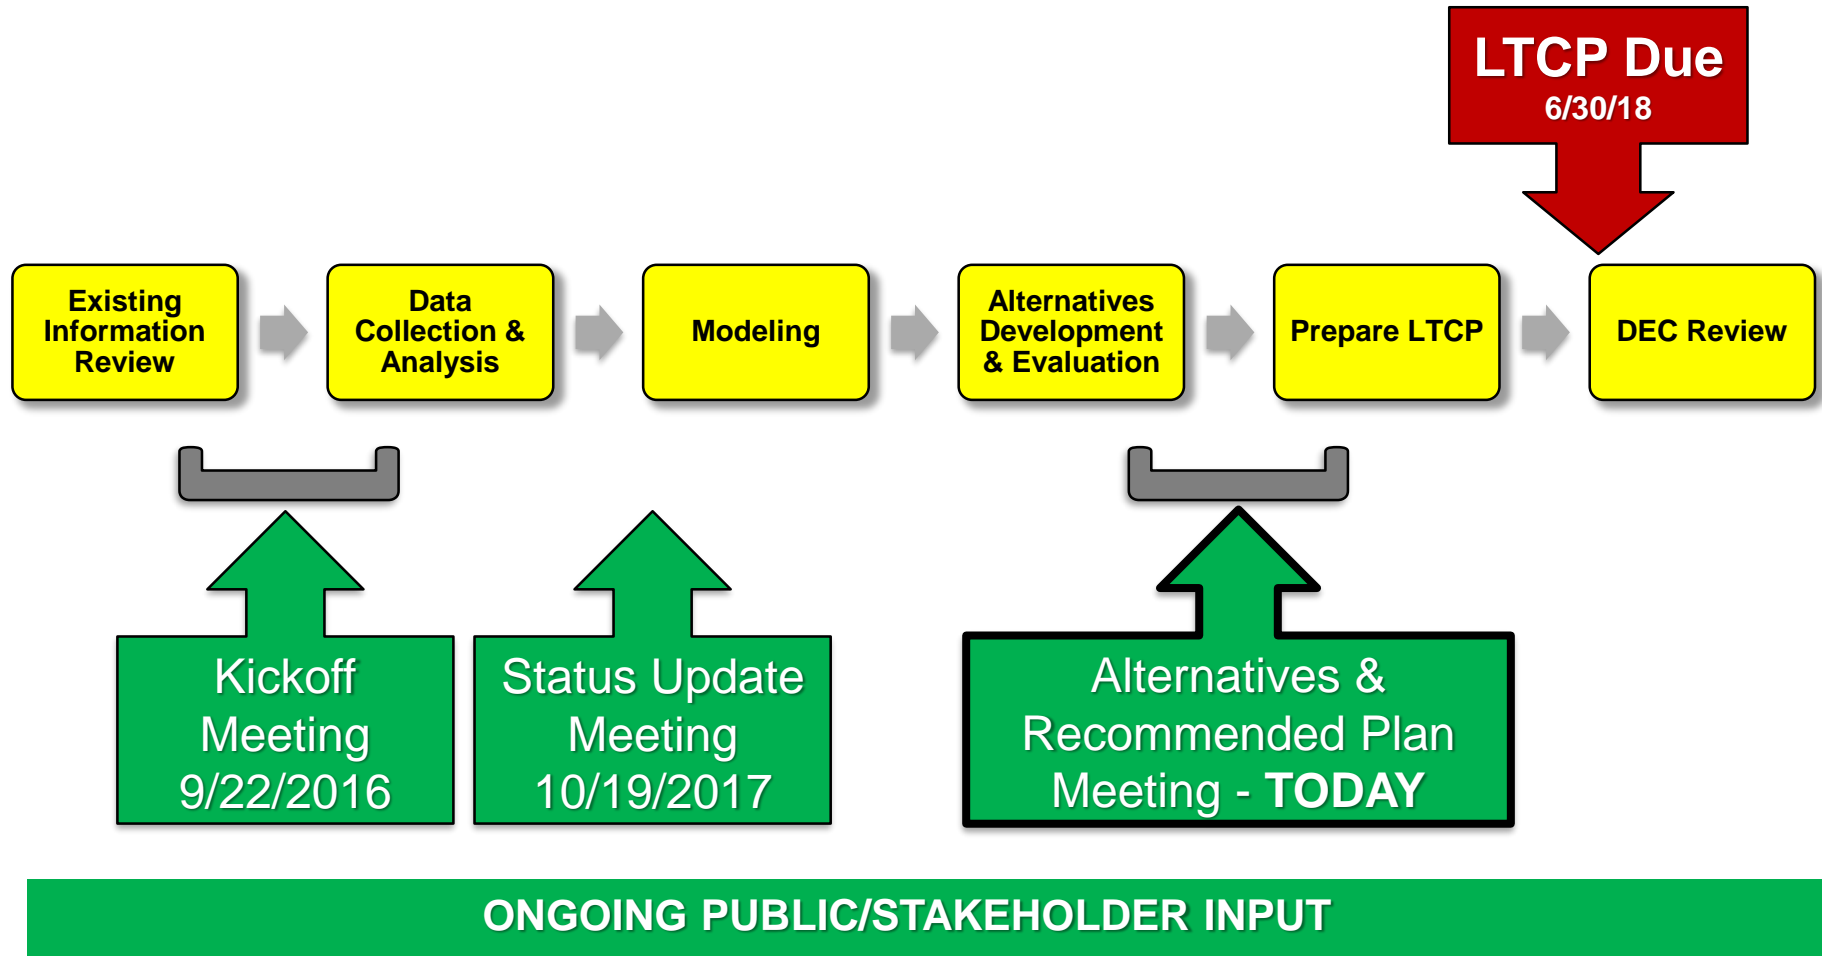 LTCP Due
6/30/18
Existing
Information
Review
Data
Collection &
Analysis
Modeling
Alternatives
Development
& Evaluation
Prepare LTCP
DEC Review
Kickoff
Meeting
9/22/2016
Status Update
Meeting
10/19/2017
Alternatives &
Recommended Plan
Meeting - TODAY
ONGOING PUBLIC/STAKEHOLDER INPUT